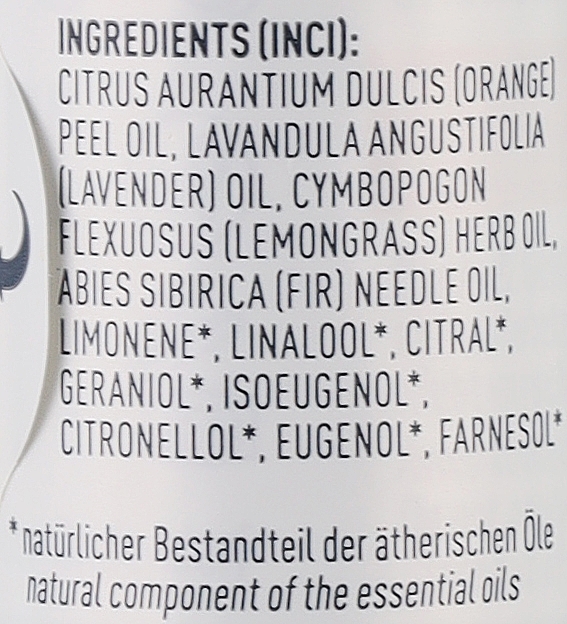 INGREDIENTS (INCI):
CITRUS AURANTIUM DULCIS (ORANGE)
PEEL OIL, LAVANDULA ANGUSTIFOLIA
(LAVENDER) OIL, CYMBOPOGON
FLEXUOSUS (LEMONGRASS) HERB OIL,
ABIES SIBIRICA (FIR) NEEDLE OIL,
LIMONENE*, LINALOOL*, CITRAL*,
GERANIOL*, ISOEUGENOL*,
CITRONELLOL*, EUGENOL*, FARNESOL*
*natürlicher Bestandteil der ätherischen Öle
natural component of the essential oils